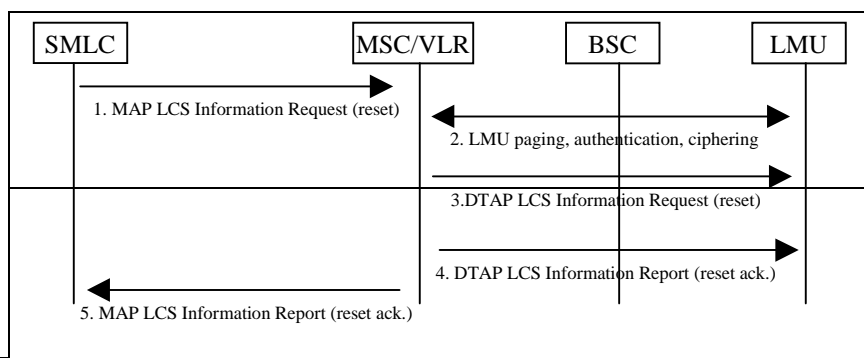 SMLC MSC/VLR BSC LMU
1. MAP LCS Information Request (reset)
2. LMU paging, authentication, ciphering
3.DTAP LCS Information Request (reset)
4. DTAP LCS Information Report (reset ack.)
5. MAP LCS Information Report (reset ack.)